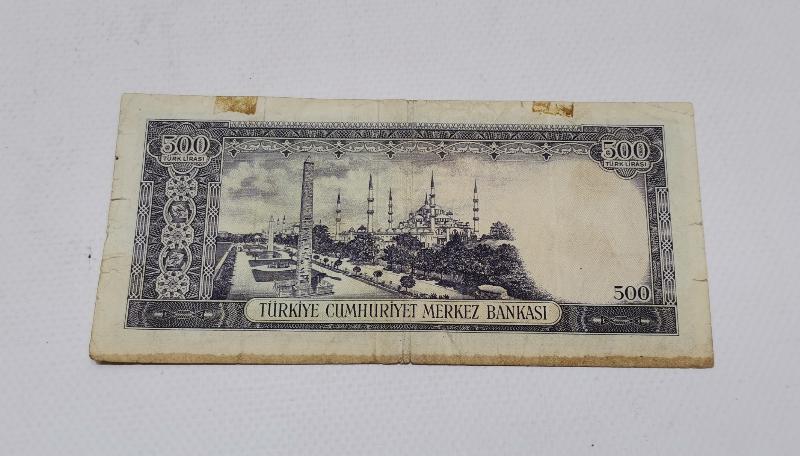 500
TÜRK LİRASI
500
TÜRK LİRASI
500
TÜRKİYE CUMHURİYET MERKEZ BANKASI